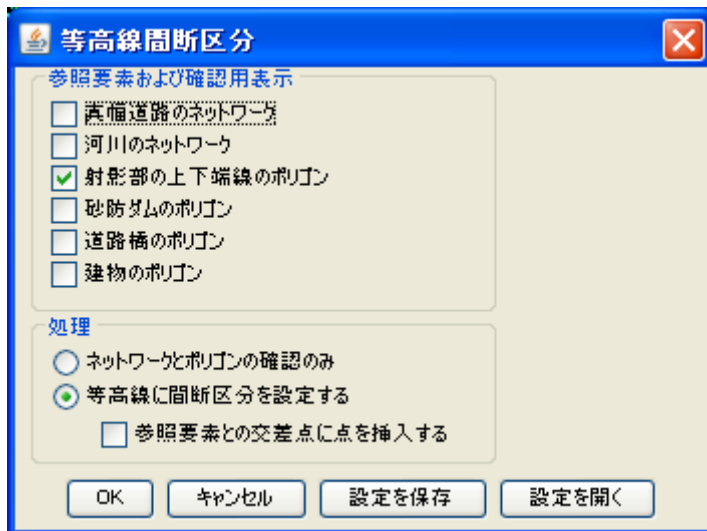 等高線間断区分
参照要素および確認用表示
真幅道路のネットワーク
河川のネットワーク
射影部の上下端線のポリゴン
砂防ダムのポリゴン
道路橋のポリゴン
建物のポリゴン
処理
ネットワークとポリゴンの確認のみ
等高線に間断区分を設定する
参照要素との交差点に点を挿入する
OK キャンセル 設定を保存 設定を開く